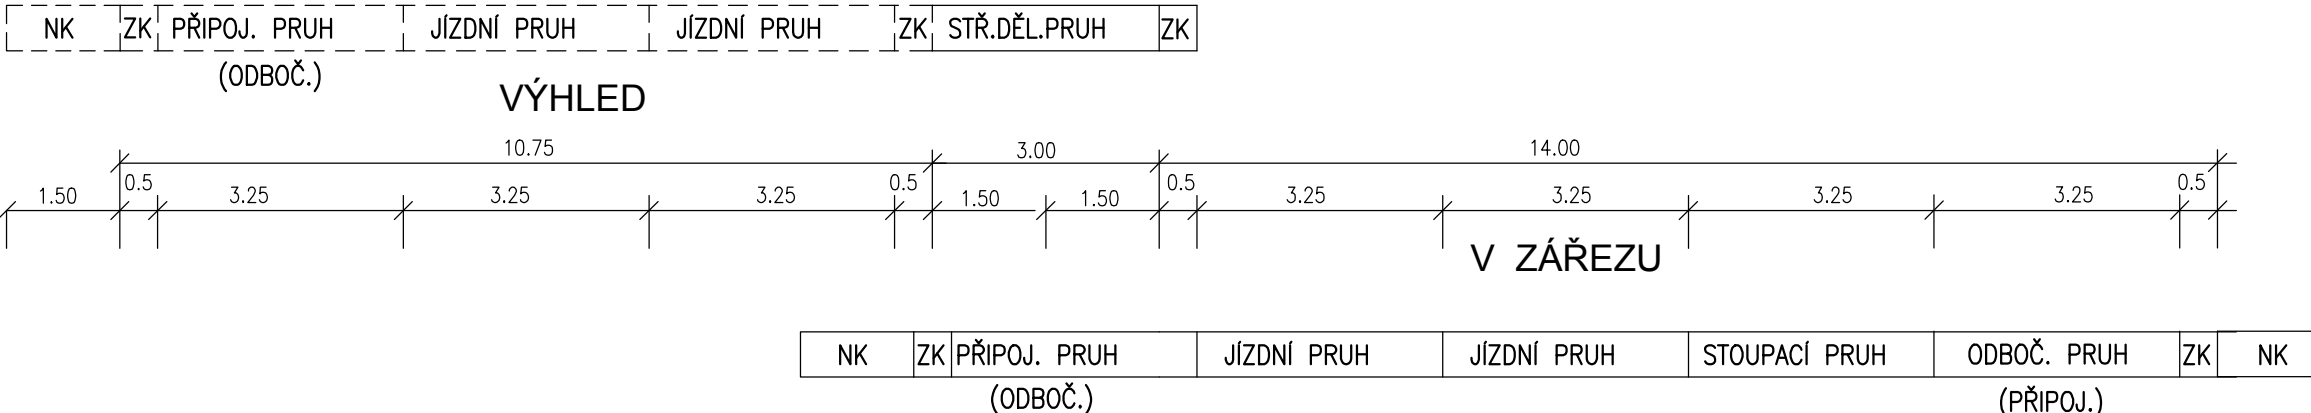 NK ZK PŘIPOJ. PRUH JÍZDNÍ PRUH JÍZDNÍ PRUH ZK STŘ.DĚL.PRUH ZK
(ODBOČ.)
VÝHLED
10.75 3.00 14.00
1.50 0.5 3.25 3.25 3.25 0.5 1.50 1.50 0.5 3.25 3.25 3.25 3.25 0.5
V ZÁŘEZU
NK ZK PŘIPOJ. PRUH JÍZDNÍ PRUH JÍZDNÍ PRUH STOUPACÍ PRUH ODBOČ. PRUH ZK NK
(ODBOČ.) (PŘIPOJ.)